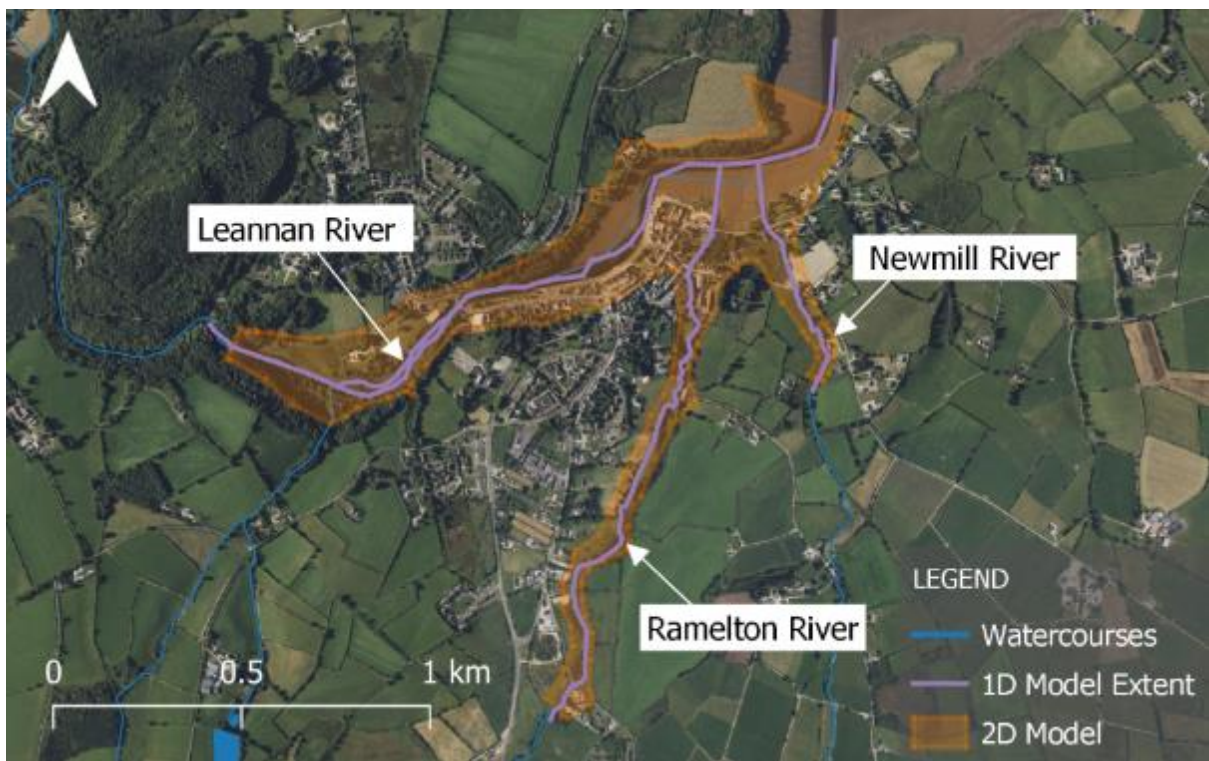 Leannan River
Newmill River
Ramelton River
LEGEND
Watercourses
1D Model Extent
2D Model
0 0.5 1 km